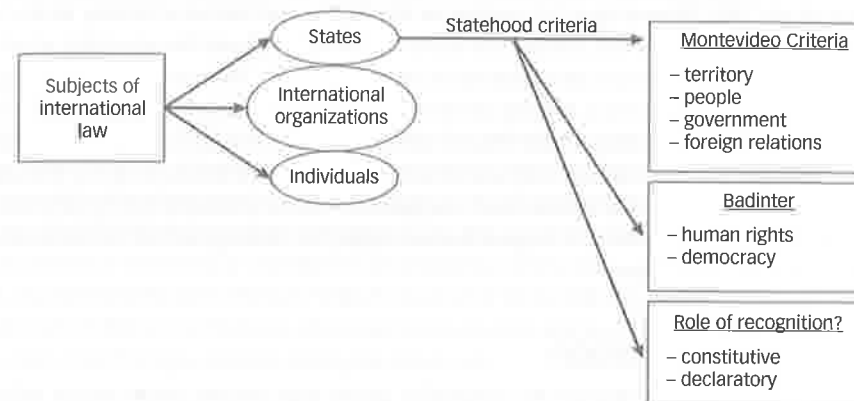 Subjects of
international
law
States
International
organizations
Individuals
Statehood criteria
Montevideo Criteria
– territory
– people
– government
– foreign relations
Badinter
– human rights
– democracy
Role of recognition?
– constitutive
– declaratory